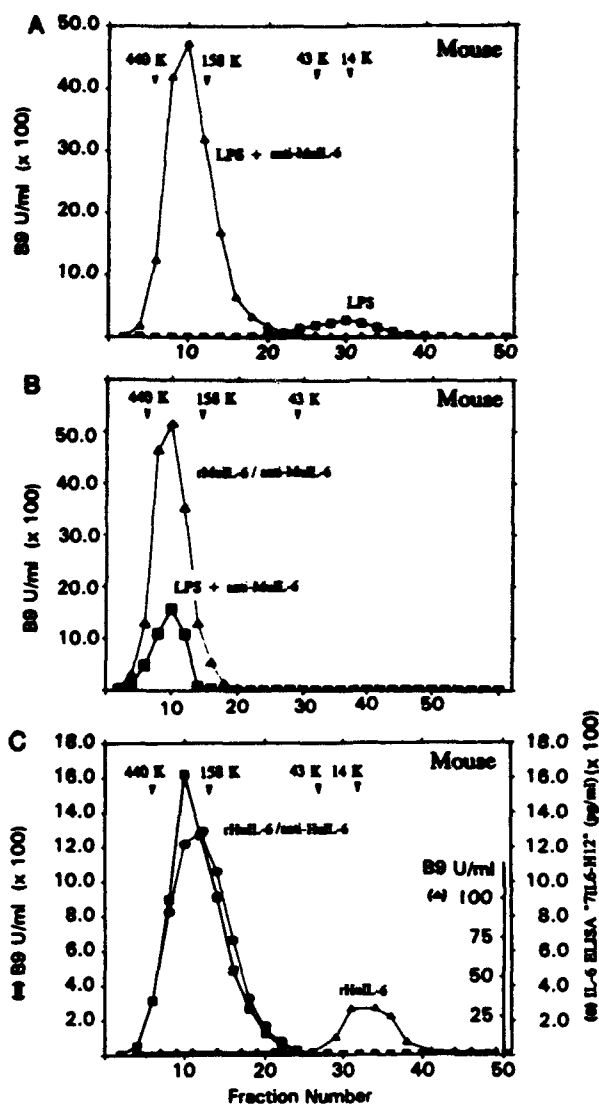 A
Mouse
440 K 158 K 43 K 14 K
50.0
40.0
30.0
20.0
10.0
B9 U/ml (x 100)
LPS + anti-MuIL-6
LPS
10 20 30 40 50
B
Mouse
440 K 158 K 43 K
50.0
40.0
30.0
20.0
10.0
B9 U/ml (x 100)
rMuIL-6 / anti-MuIL-6
LPS + anti-MuIL-6
10 20 30 40 50
C
Mouse
440 K 158 K 43 K 14 K
18.0
16.0
14.0
12.0
10.0
8.0
6.0
4.0
2.0
(■) B9 U/ml (x 100)
rHuIL-6 / anti-HuIL-6
rHuIL-6
B9 U/ml
(△) 100
75
50
25
18.0
16.0
14.0
12.0
10.0
8.0
6.0
4.0
2.0
IL-6 ELISA "7IL6-H12" (pg/ml) (x 100)
10 20 30 40 50
Fraction Number